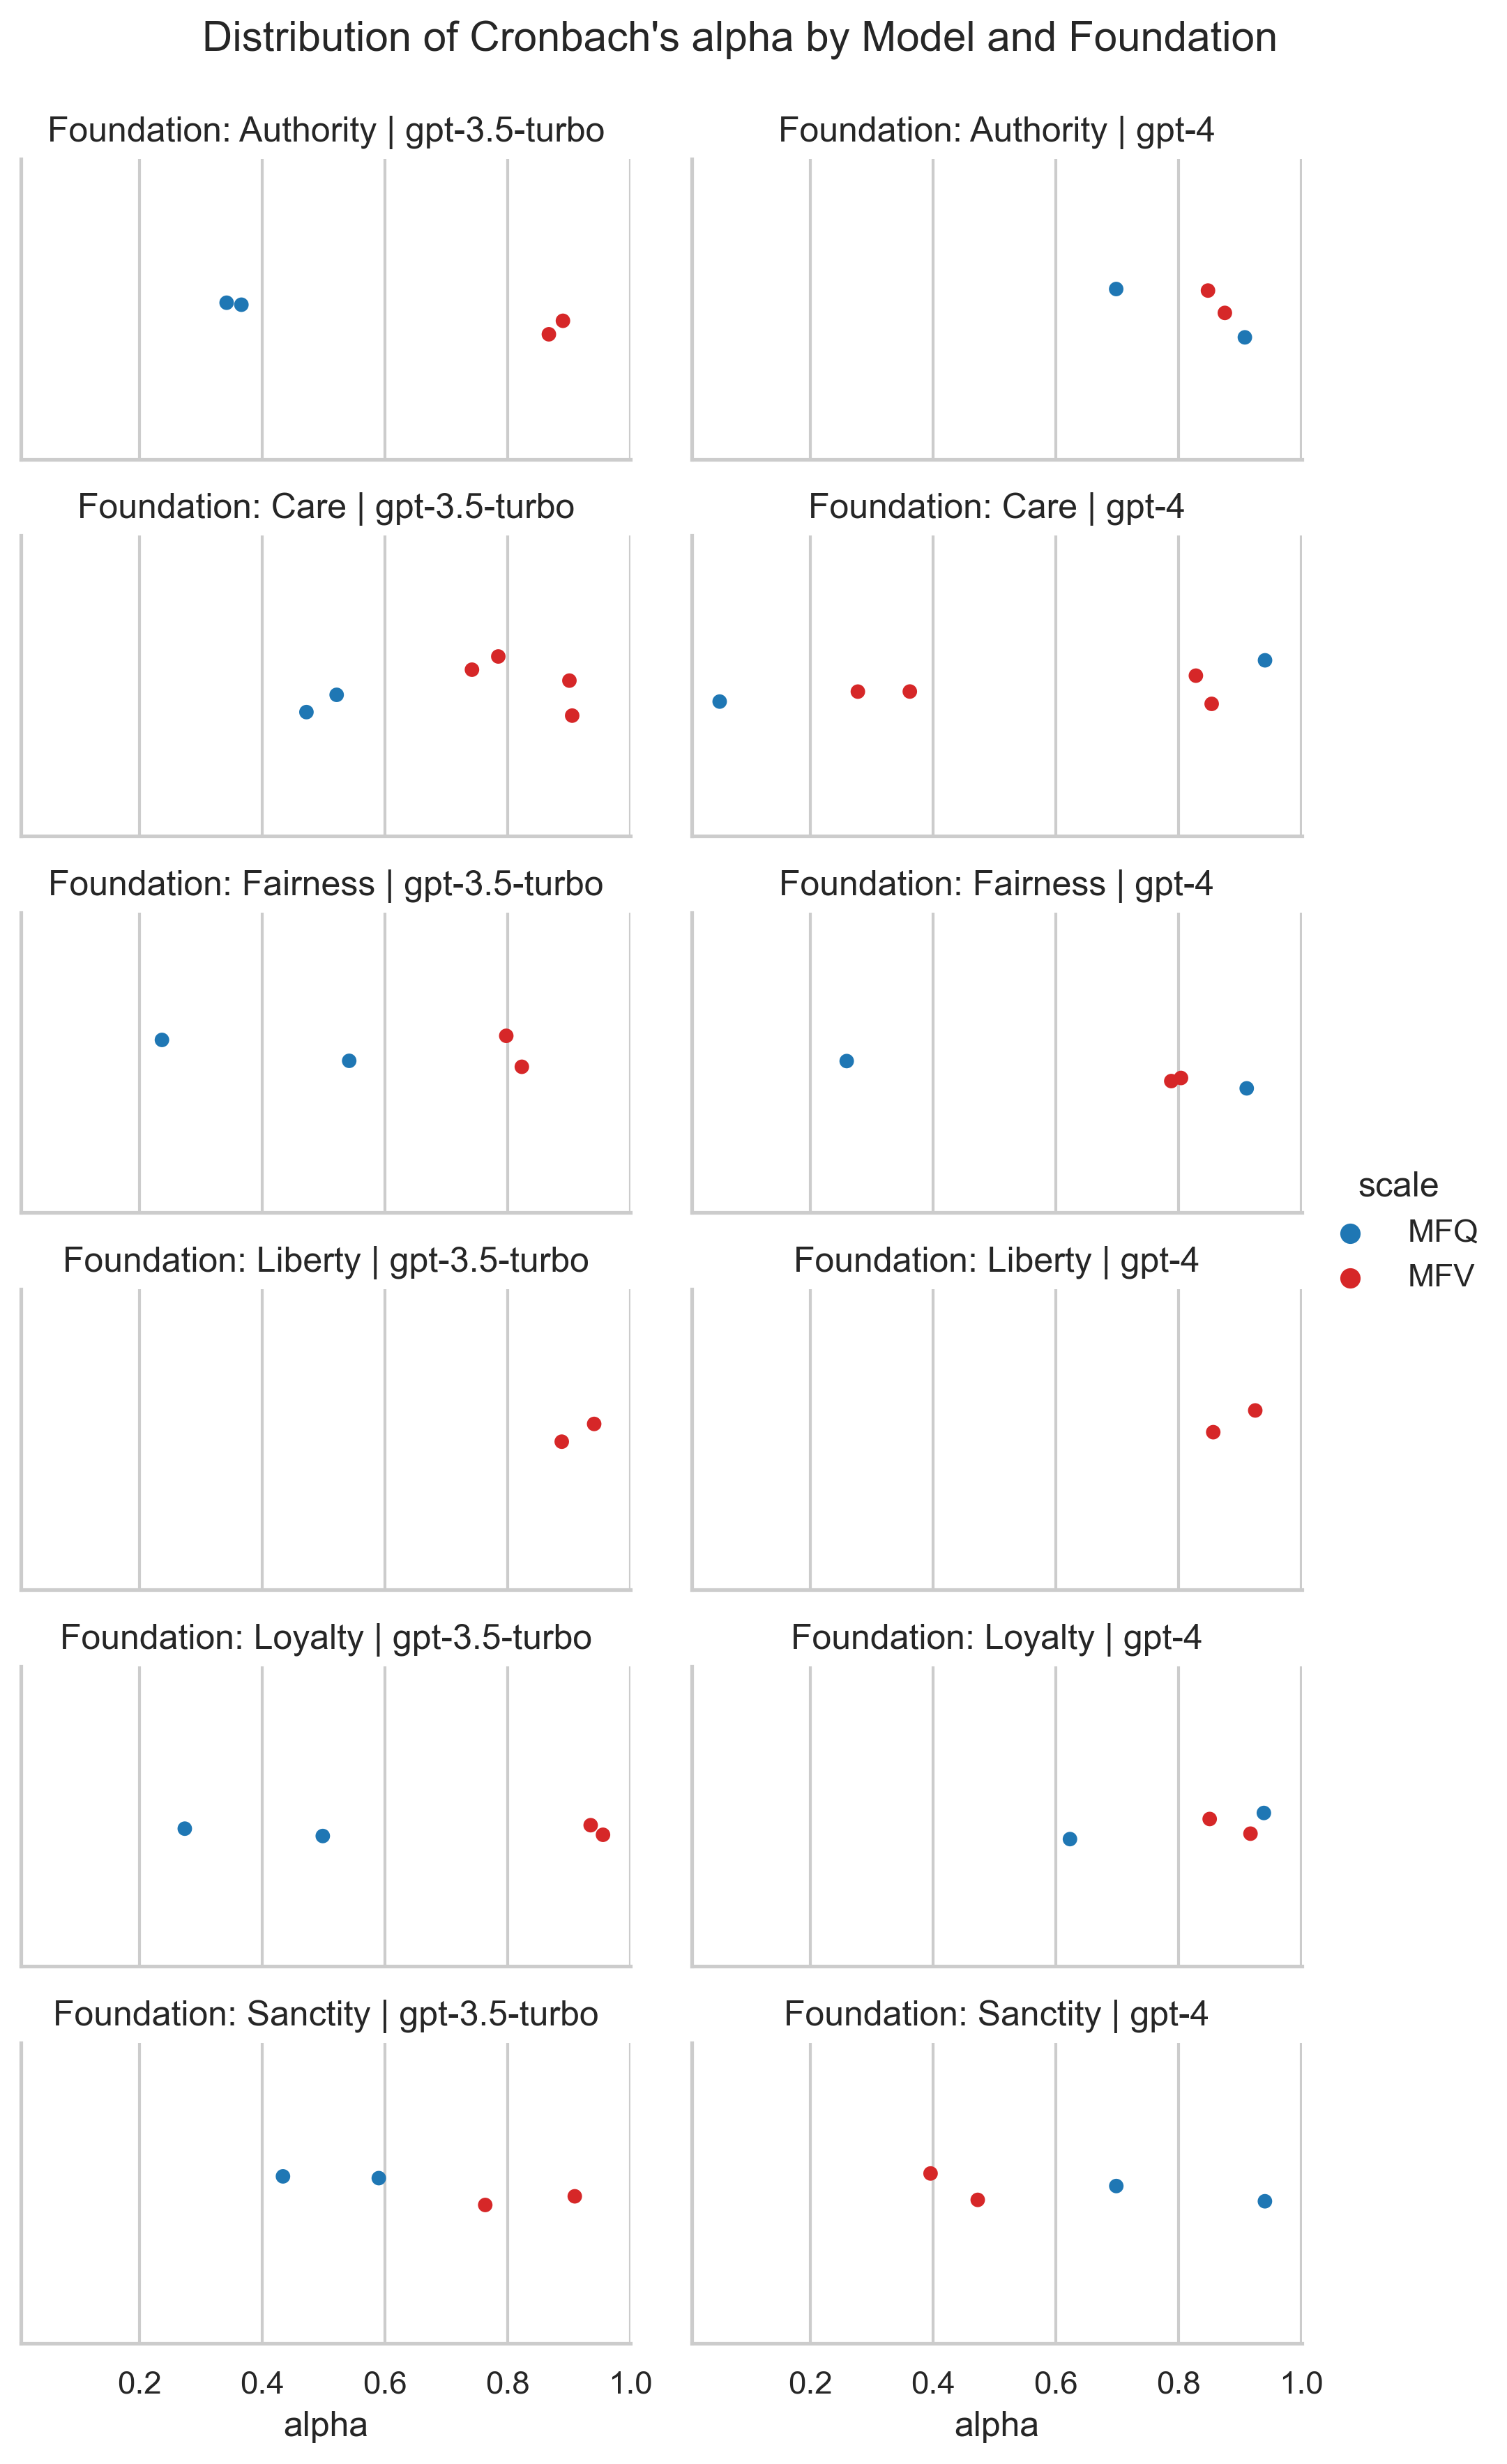 Distribution of Cronbach's alpha by Model and Foundation
Foundation: Authority | gpt-3.5-turbo
Foundation: Authority | gpt-4
Foundation: Care | gpt-3.5-turbo
Foundation: Care | gpt-4
Foundation: Fairness | gpt-3.5-turbo
Foundation: Fairness | gpt-4
scale
MFQ
MFV
Foundation: Liberty | gpt-3.5-turbo
Foundation: Liberty | gpt-4
Foundation: Loyalty | gpt-3.5-turbo
Foundation: Loyalty | gpt-4
Foundation: Sanctity | gpt-3.5-turbo
Foundation: Sanctity | gpt-4
0.2 0.4 0.6 0.8 1.0
0.2 0.4 0.6 0.8 1.0
alpha
alpha